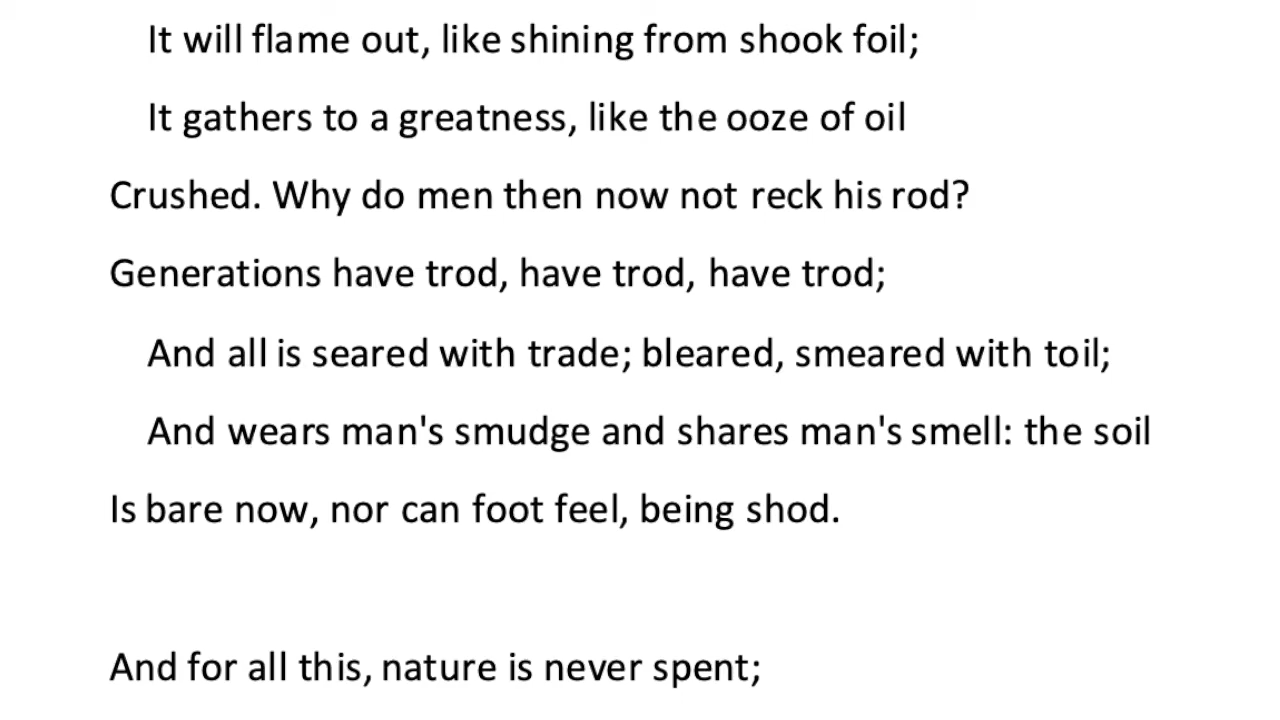 It will flame out, like shining from shook foil;
It gathers to a greatness, like the ooze of oil
Crushed. Why do men then now not reck his rod?
Generations have trod, have trod, have trod;
And all is seared with trade; bleared, smeared with toil;
And wears man's smudge and shares man's smell: the soil
Is bare now, nor can foot feel, being shod.
And for all this, nature is never spent;